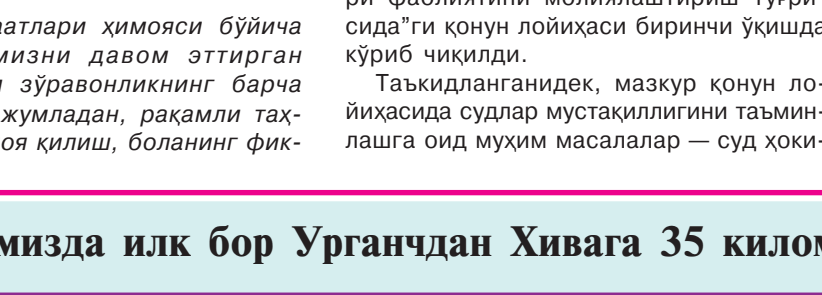 атлари ҳимояси бўйича
мизни давом эттирган
зўравонликнинг барча
жумладан, рақамли таҳ-
оя қилиш, боланинг фик-
сида”ги қонун лойиҳаси биринчи ўқишда
кўриб чиқилди.
Таъкидланганидек, мазкур қонун ло-
йиҳасида судлар мустақиллигини таъмин-
лашга оид муҳим масалалар — суд ҳоки-
мизда илк бор Урганчдан Хивага 35 килом